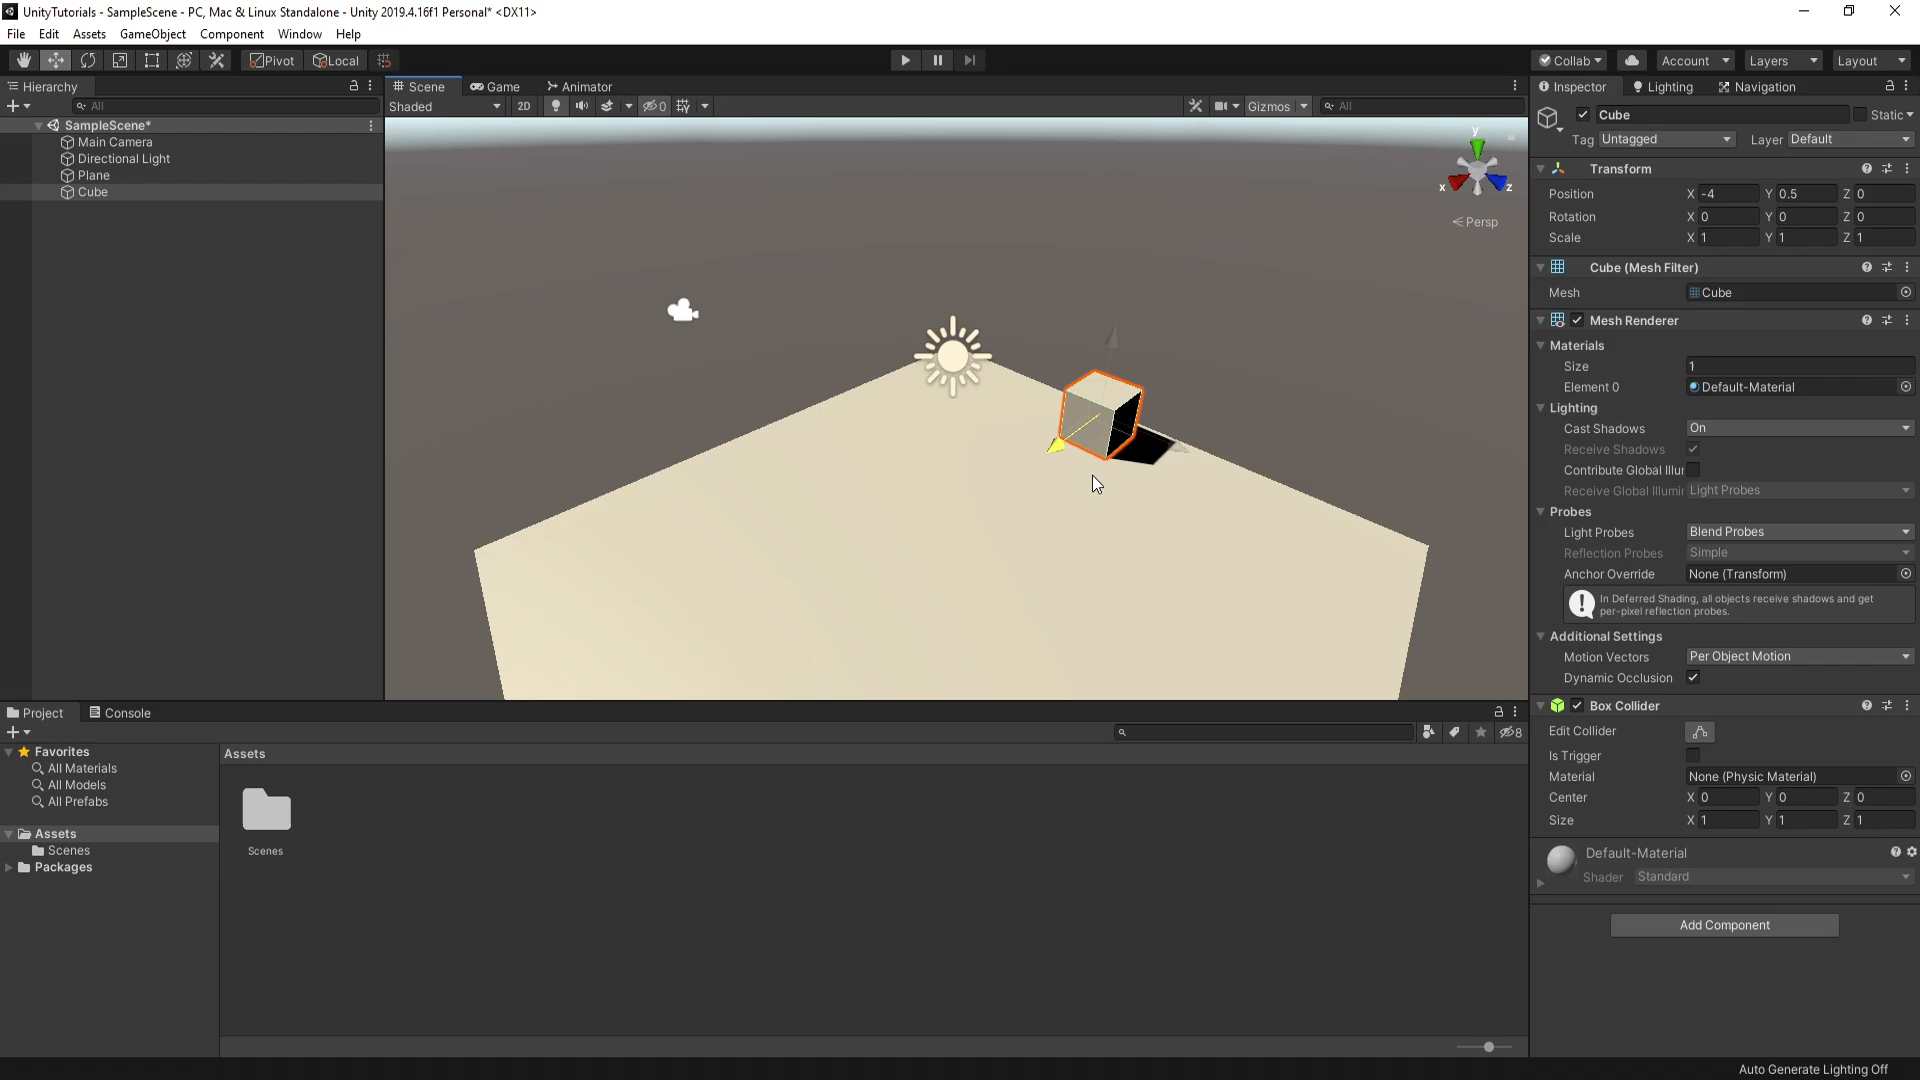 UnityTutorials - SampleScene - PC, Mac & Linux Standalone - Unity 2019.4.16f1 Personal* <DX11>
File Edit Assets GameObject Component Window Help
Pivot Local Collab Account Layers Layout
Hierarchy
All
SampleScene*
Main Camera
Directional Light
Plane
Cube
Scene Game Animator
Shaded 2D 0 Gizmos All
y
x z
Persp
Inspector Lighting Navigation
Cube Static
Tag Untagged Layer Default
Transform
Position X -4 Y 0.5 Z 0
Rotation X 0 Y 0 Z 0
Scale X 1 Y 1 Z 1
Cube (Mesh Filter)
Mesh Cube
Mesh Renderer
Materials
Size 1
Element 0 Default-Material
Lighting
Cast Shadows On
Receive Shadows
Contribute Global Illur
Receive Global Illumir Light Probes
Probes
Light Probes Blend Probes
Reflection Probes Simple
Anchor Override None (Transform)
In Deferred Shading, all objects receive shadows and get
per-pixel reflection probes.
Additional Settings
Motion Vectors Per Object Motion
Dynamic Occlusion
Box Collider
Edit Collider
Is Trigger
Material None (Physic Material)
Center X 0 Y 0 Z 0
Size X 1 Y 1 Z 1
Default-Material
Shader Standard
Add Component
Project Console
8
Favorites
All Materials
All Models
All Prefabs
Assets
Scenes
Packages
Assets
Scenes
Auto Generate Lighting Off